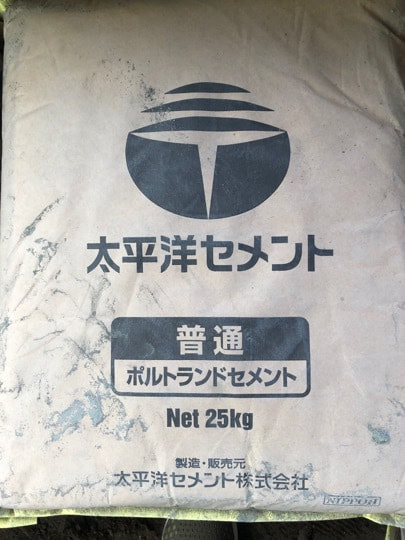 太平洋セメント
普通
ポルトランドセメント
Net 25kg
製造・販売元
太平洋セメント株式会社
NIPPON